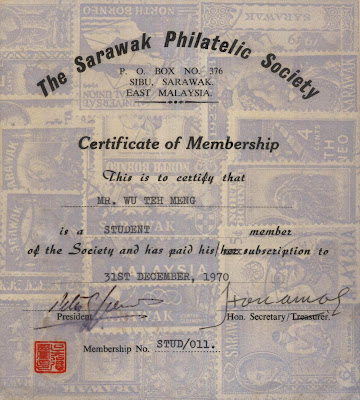 The Sarawak Philatelic Society
P. O. BOX NO. 376
SIBU, SARAWAK.
EAST MALAYSIA.
Certificate of Membership
This is to certify that
MR. WU TEH MENG
is a STUDENT member
of the Society and has paid his/her subscription to
31ST DECEMBER, 1970
President
Hon. Secretary/Treasurer.
Membership No. STUD/011.